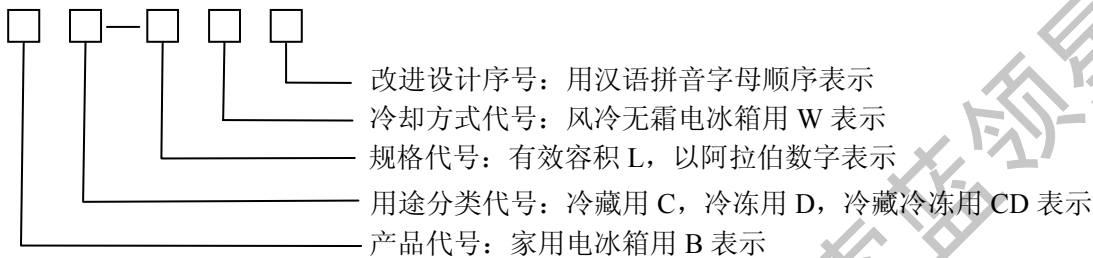 改进设计序号：用汉语拼音字母顺序表示
冷却方式代号：风冷无霜电冰箱用 W 表示
规格代号：有效容积 L，以阿拉伯数字表示
用途分类代号：冷藏用 C，冷冻用 D，冷藏冷冻用 CD 表示
产品代号：家用电冰箱用 B 表示